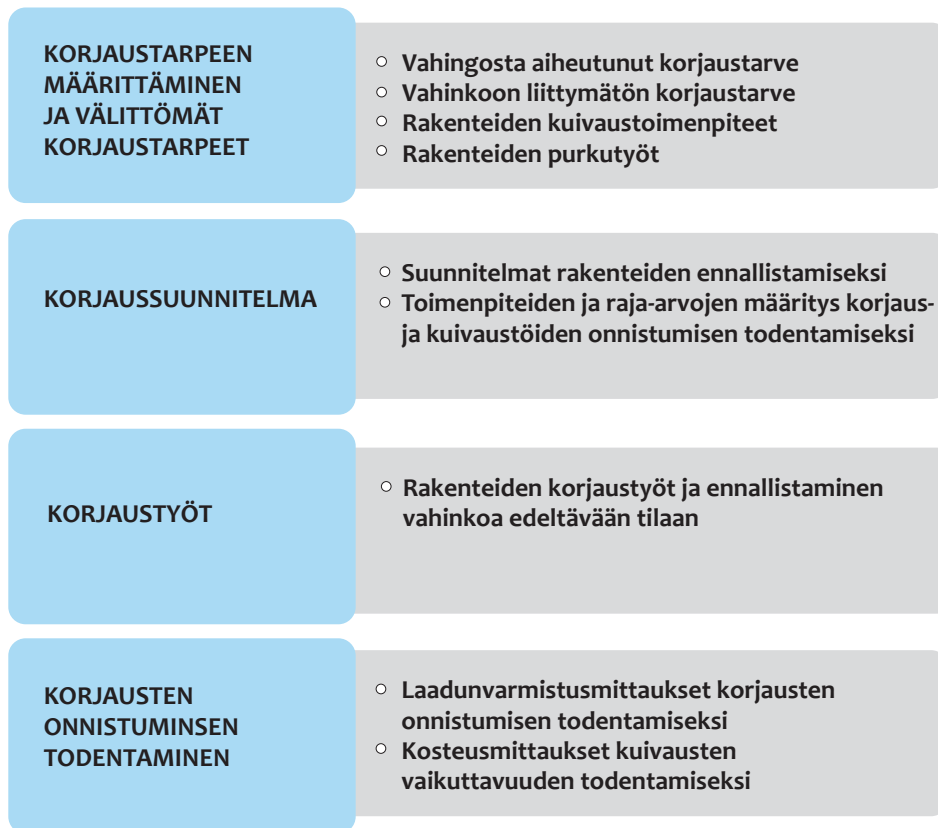 KORJAUSTARPEEN
MÄÄRITTÄMINEN
JA VÄLITTÖMÄT
KORJAUSTARPEET
○ Vahingosta aiheutunut korjaustarve
○ Vahinkoon liittymätön korjaustarve
○ Rakenteiden kuivaustoimenpiteet
○ Rakenteiden purkutyöt
KORJAUSSUUNNITELMA
○ Suunnitelmat rakenteiden ennallistamiseksi
○ Toimenpiteiden ja raja-arvojen määritys korjaus-
ja kuivaustöiden onnistumisen todentamiseksi
KORJAUSTYÖT
○ Rakenteiden korjaustyöt ja ennallistaminen
vahinkoa edeltävään tilaan
KORJAUSTEN
ONNISTUMINSEN
TODENTAMINEN
○ Laadunvarmistusmittaukset korjausten
onnistumisen todentamiseksi
○ Kosteusmittaukset kuivausten
vaikuttavuuden todentamiseksi